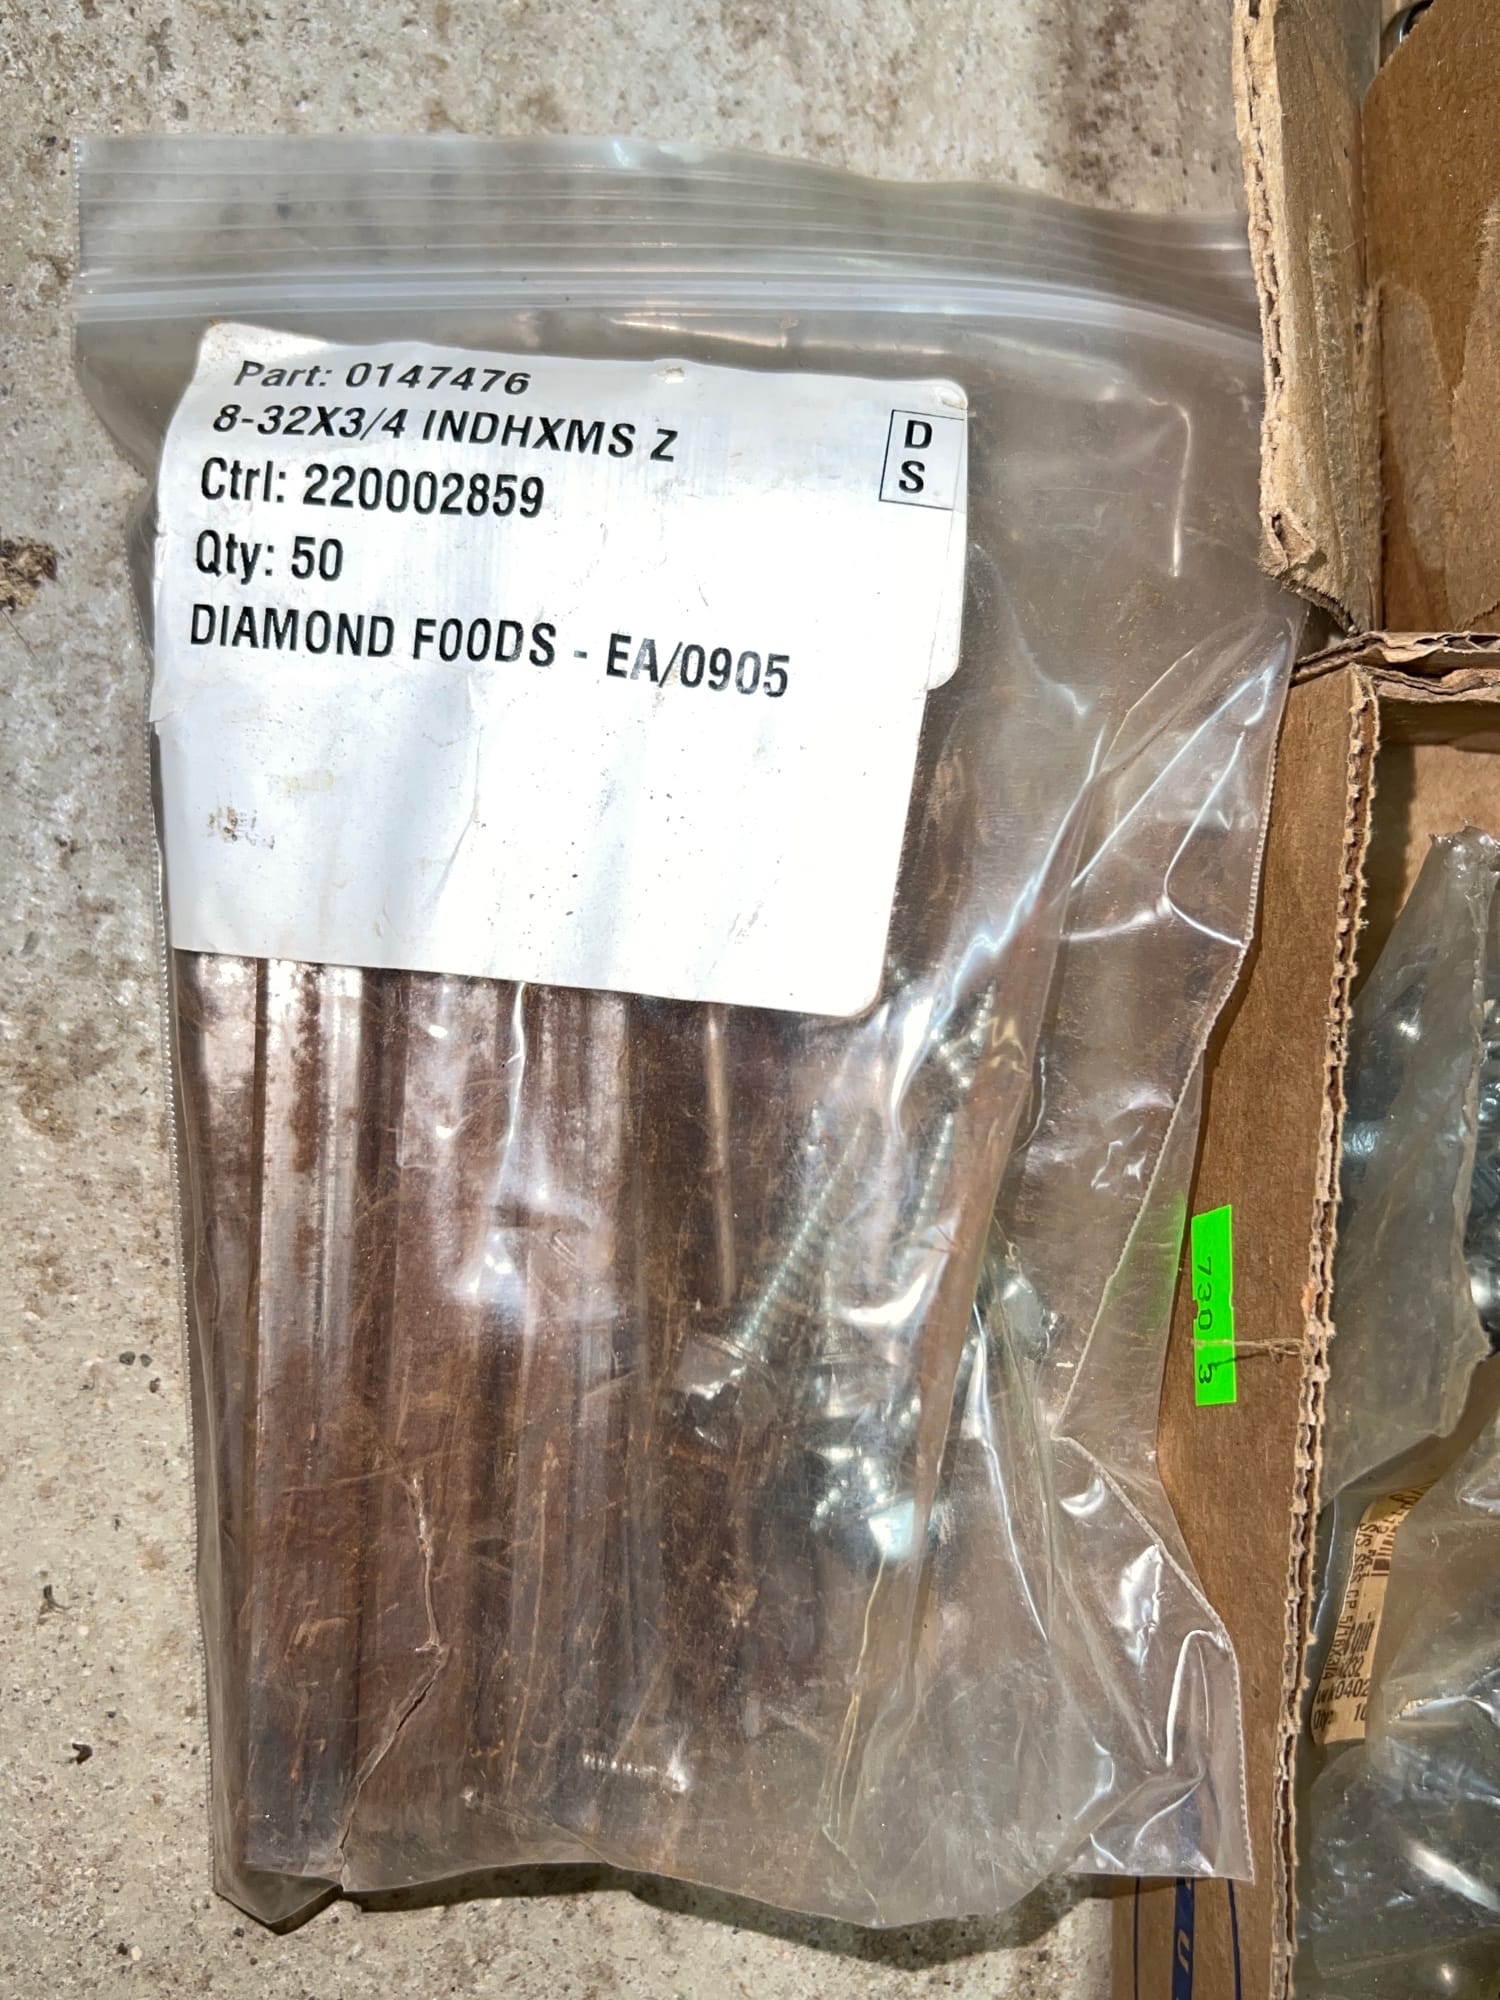 Part: 0147476
8-32X3/4 INDHXMS Z
Ctrl: 220002859
Qty: 50
DIAMOND FOODS - EA/0905
D
S
730 3